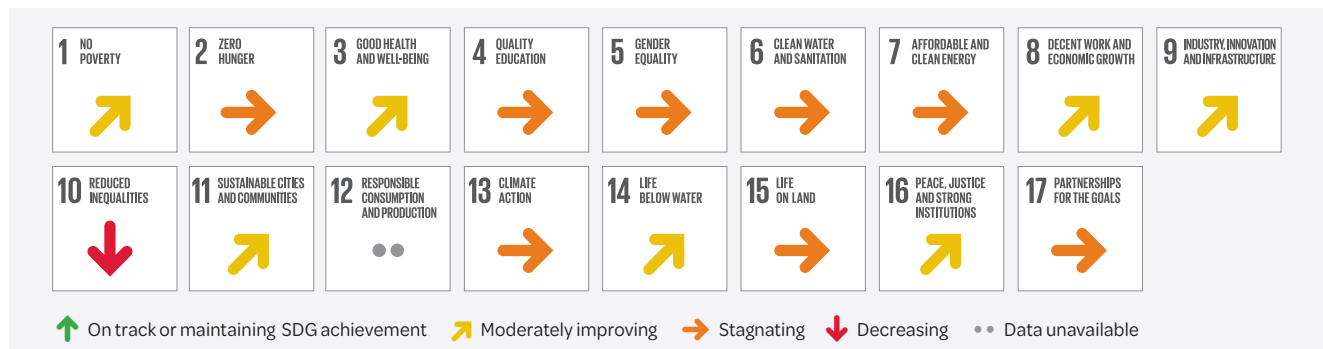 1 NO
POVERTY
2 ZERO
HUNGER
3 GOOD HEALTH
AND WELL-BEING
4 QUALITY
EDUCATION
5 GENDER
EQUALITY
6 CLEAN WATER
AND SANITATION
7 AFFORDABLE AND
CLEAN ENERGY
8 DECENT WORK AND
ECONOMIC GROWTH
9 INDUSTRY, INNOVATION
AND INFRASTRUCTURE
10 REDUCED
INEQUALITIES
11 SUSTAINABLE CITIES
AND COMMUNITIES
12 RESPONSIBLE
CONSUMPTION
AND PRODUCTION
13 CLIMATE
ACTION
14 LIFE
BELOW WATER
15 LIFE
ON LAND
16 PEACE, JUSTICE
AND STRONG
INSTITUTIONS
17 PARTNERSHIPS
FOR THE GOALS
On track or maintaining SDG achievement
Moderately improving
Stagnating
Decreasing
Data unavailable